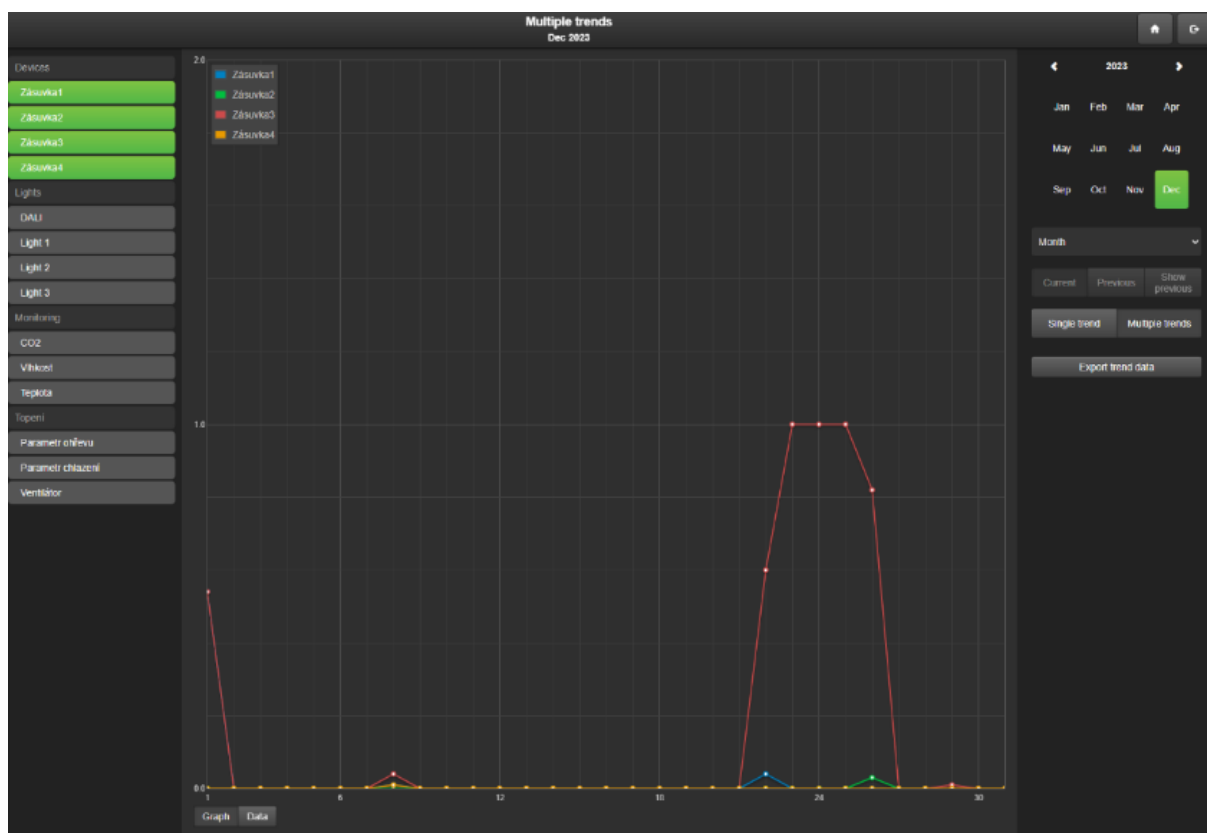 Multiple trends
Dec 2023
Devices
Zásuvka1
Zásuvka2
Zásuvka3
Zásuvka4
Lights
DALI
Light 1
Light 2
Light 3
Monitoring
CO2
Vlhkost
Teplota
Topení
Parametr ohřevu
Parametr chlazení
Ventilátor
2.0
1.0
0.0
Zásuvka1
Zásuvka2
Zásuvka3
Zásuvka4
1 6 12 18 24 30
Graph Data
2023
Jan Feb Mar Apr
May Jun Jul Aug
Sep Oct Nov Dec
Month
Current Previous Show previous
Single trend Multiple trends
Export trend data